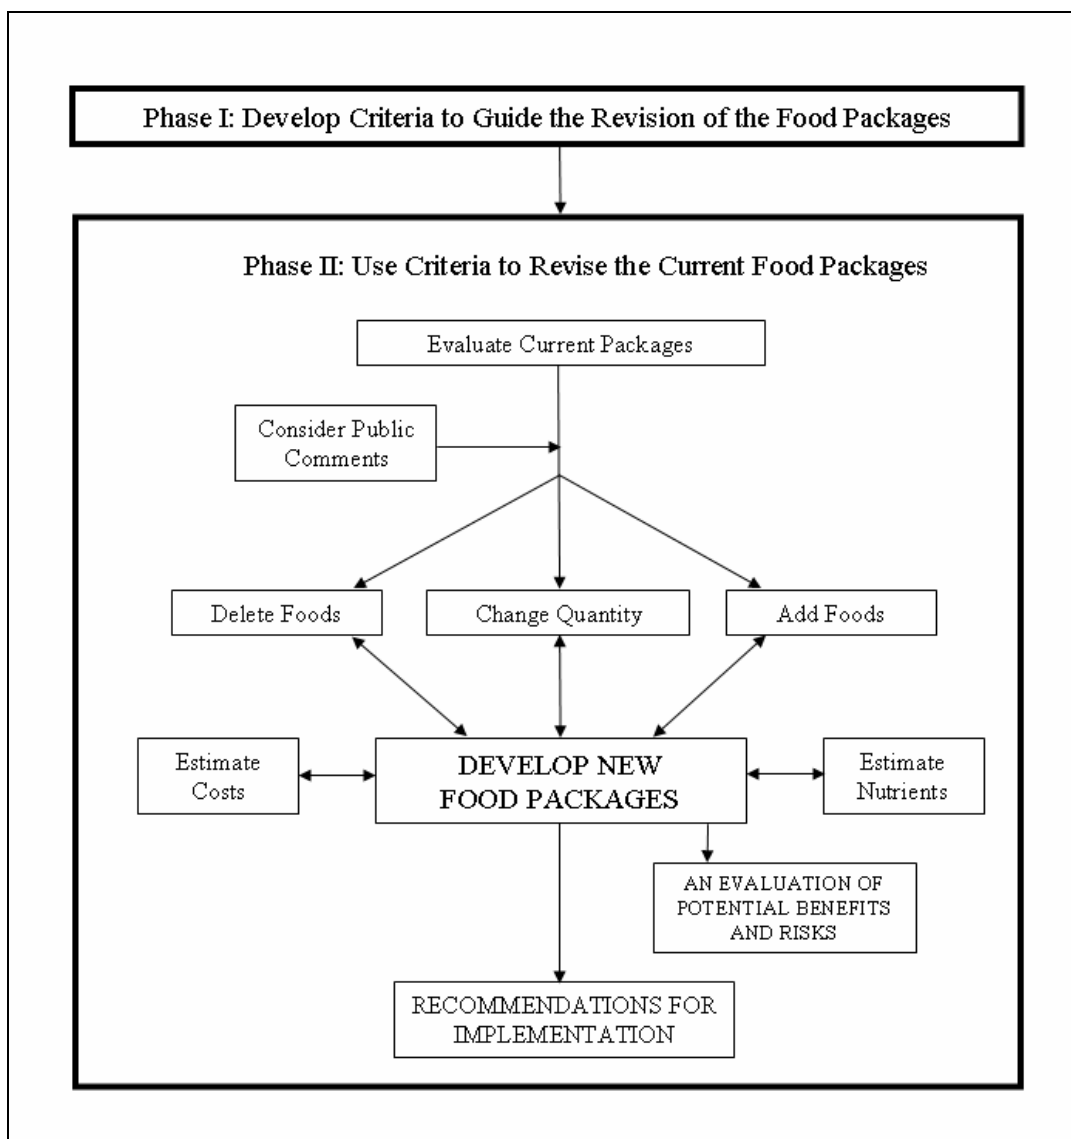 Phase I: Develop Criteria to Guide the Revision of the Food Packages
Phase II: Use Criteria to Revise the Current Food Packages
Evaluate Current Packages
Consider Public
Comments
Delete Foods
Change Quantity
Add Foods
Estimate
Costs
DEVELOP NEW
FOOD PACKAGES
Estimate
Nutrients
AN EVALUATION OF
POTENTIAL BENEFITS
AND RISKS
RECOMMENDATIONS FOR
IMPLEMENTATION